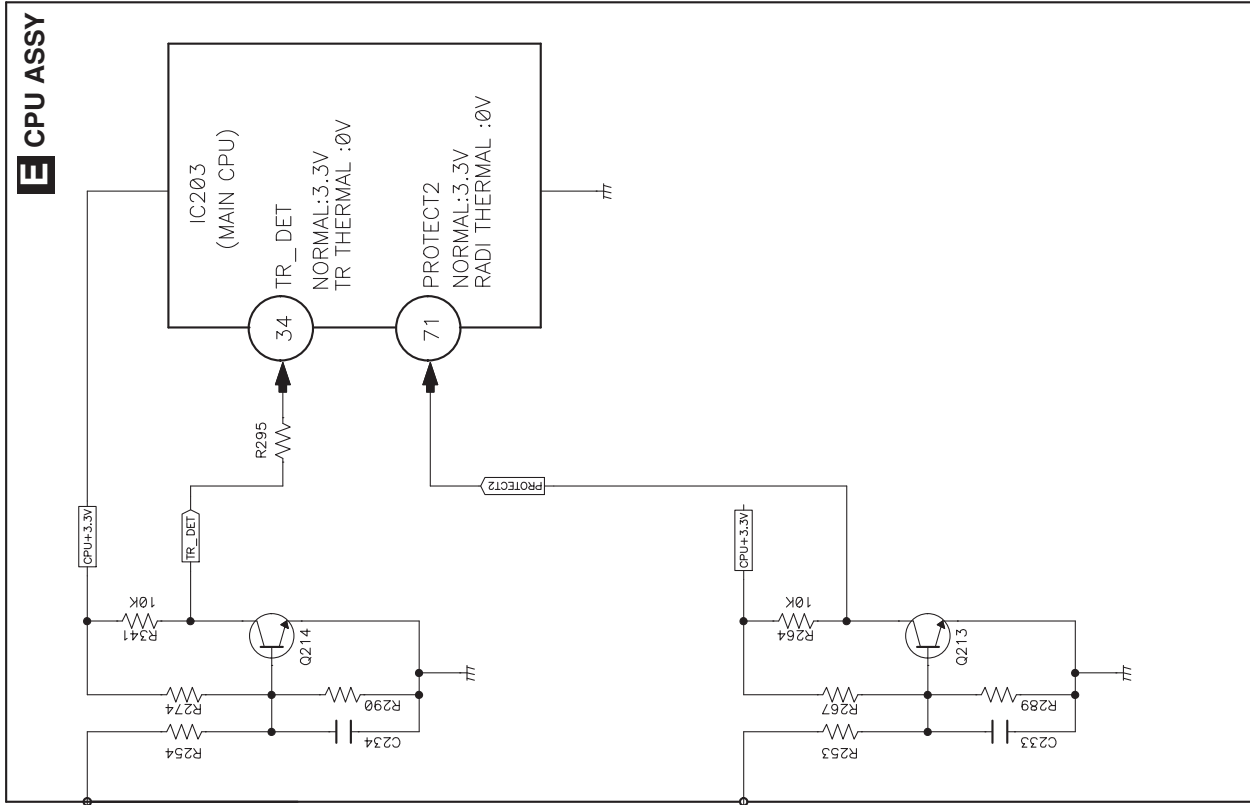 E CPU ASSY
IC203
(MAIN CPU)
TR_DET
NORMAL:3.3V
TR THERMAL :0V
34
PROTECT2
NORMAL:3.3V
RADI THERMAL :0V
71
R295
PROTECT2
CPU+3.3V
TR_DET
CPU+3.3V
10K
R341
Q214
R274
R290
R254
C234
10K
R264
Q213
R267
R289
R253
C233